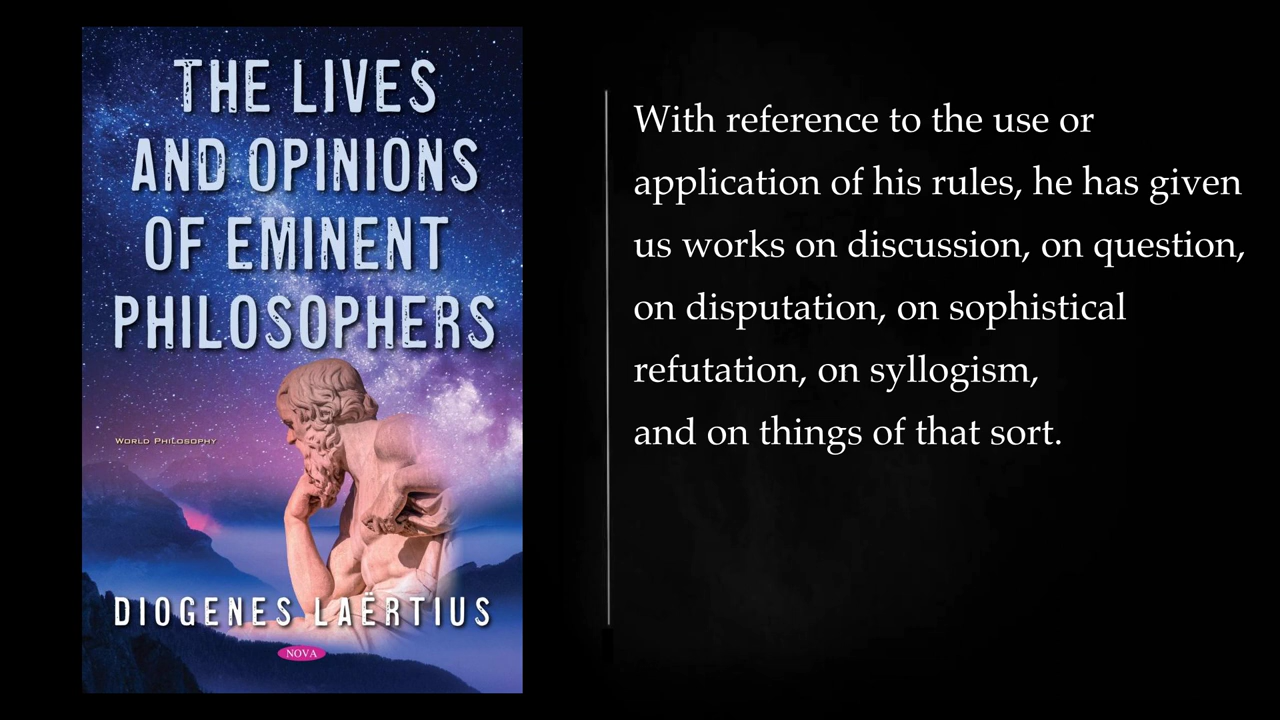 THE LIVES
AND OPINIONS
OF EMINENT
PHILOSOPHERS
WORLD PHILOSOPHY
DIOGENES LAËRTIUS
NOVA
With reference to the use or
application of his rules, he has given
us works on discussion, on question,
on disputation, on sophistical
refutation, on syllogism,
and on things of that sort.